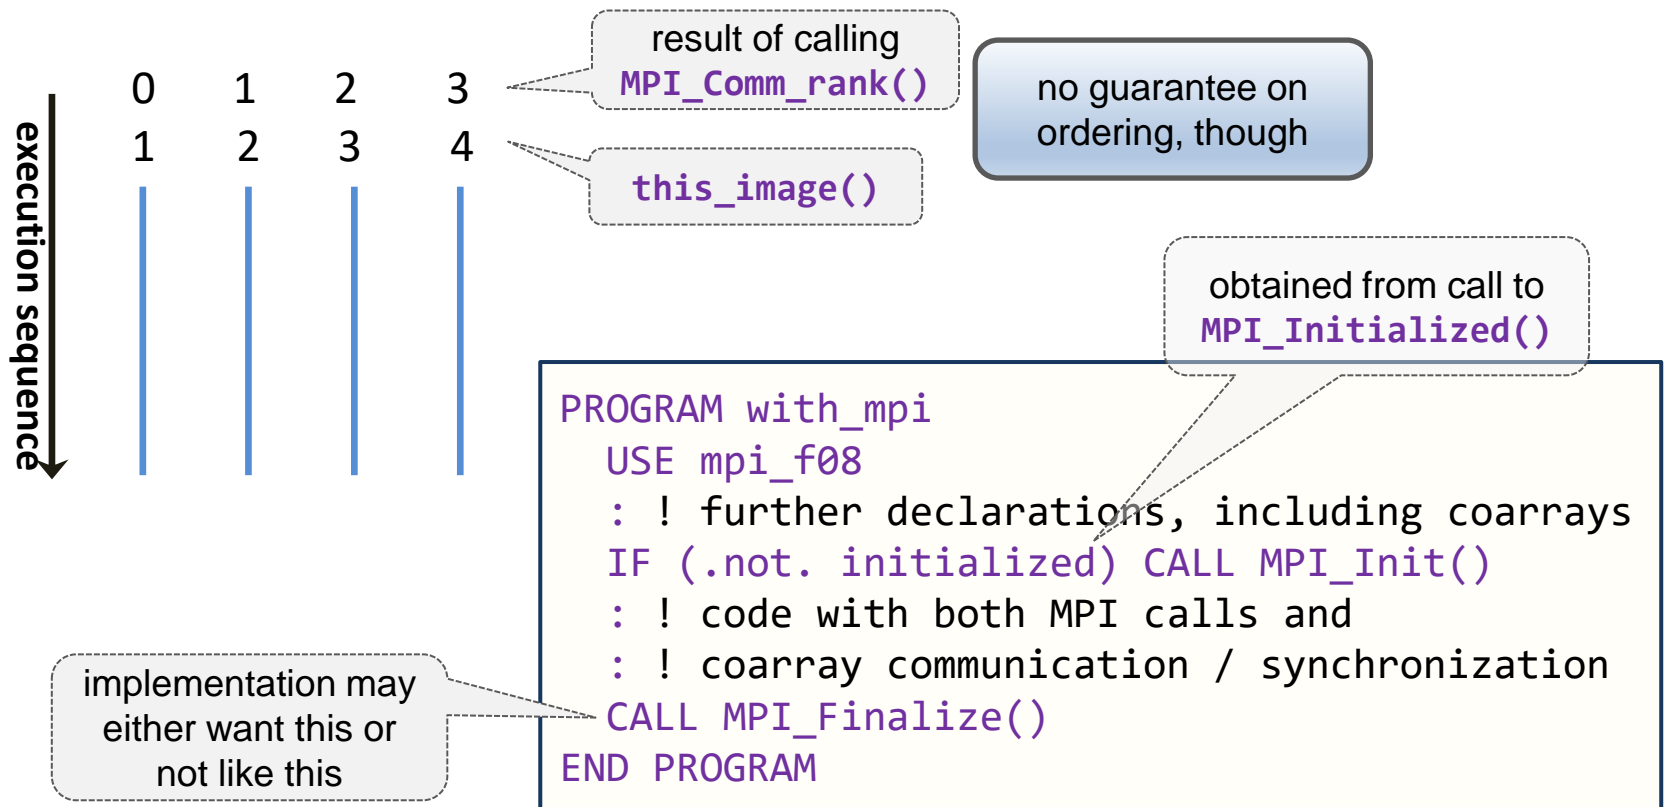 result of calling
MPI_Comm_rank()
0 1 2 3
1 2 3 4
this_image()
no guarantee on
ordering, though
execution sequence
obtained from call to
MPI_Initialized()
PROGRAM with_mpi
USE mpi_f08
: ! further declarations, including coarrays
IF (.not. initialized) CALL MPI_Init()
: ! code with both MPI calls and
: ! coarray communication / synchronization
CALL MPI_Finalize()
END PROGRAM
implementation may
either want this or
not like this